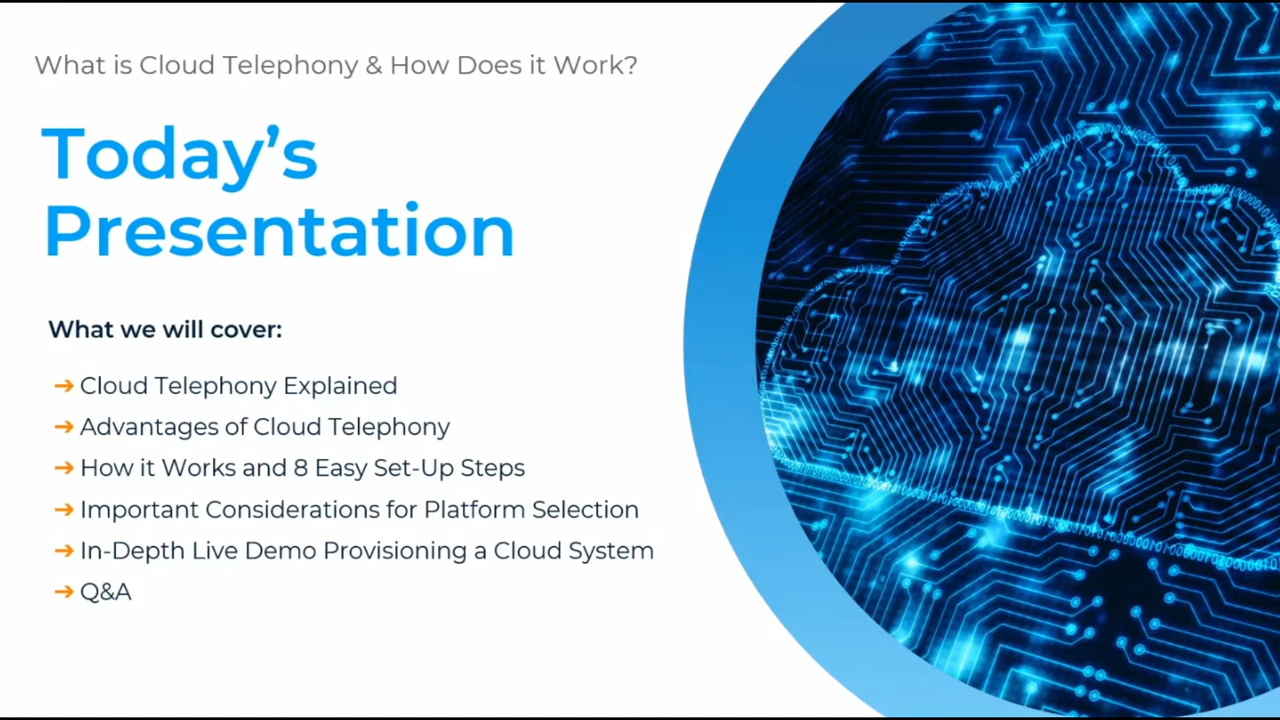 What is Cloud Telephony & How Does it Work?
Today’s
Presentation
What we will cover:
➔ Cloud Telephony Explained
➔ Advantages of Cloud Telephony
➔ How it Works and 8 Easy Set-Up Steps
➔ Important Considerations for Platform Selection
➔ In-Depth Live Demo Provisioning a Cloud System
➔ Q&A